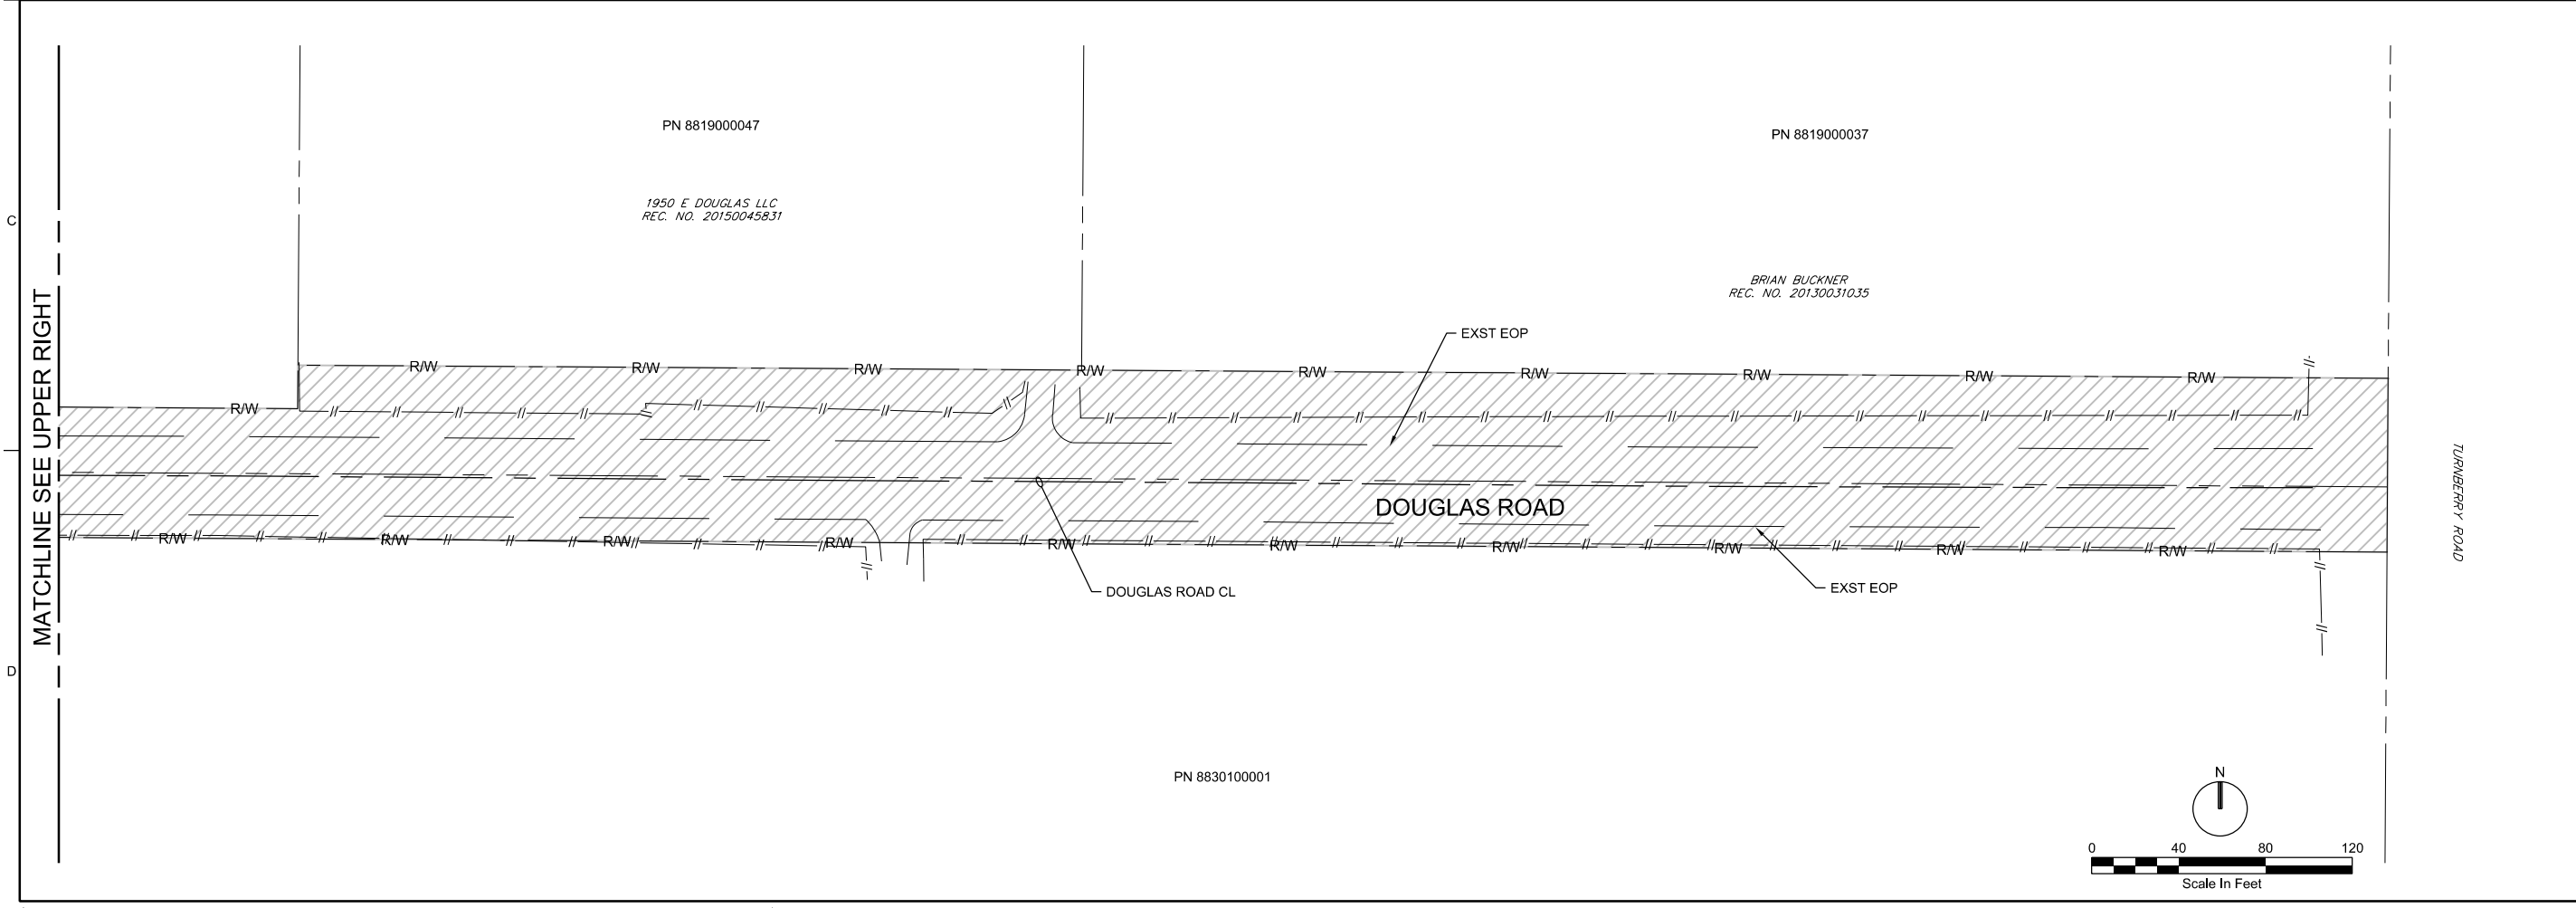 PN 8819000047
PN 8819000037
1950 E DOUGLAS LLC
REC. NO. 20150045831
C
BRIAN BUCKNER
REC. NO. 20130031035
MATCHLINE SEE UPPER RIGHT
EXST EOP
R/W R/W R/W R/W R/W R/W R/W R/W R/W
R/W
DOUGLAS ROAD
TURNBERRY ROAD
R/W R/W R/W R/W R/W R/W R/W R/W R/W R/W
DOUGLAS ROAD CL
EXST EOP
D
PN 8830100001
N
0 40 80 120
Scale In Feet